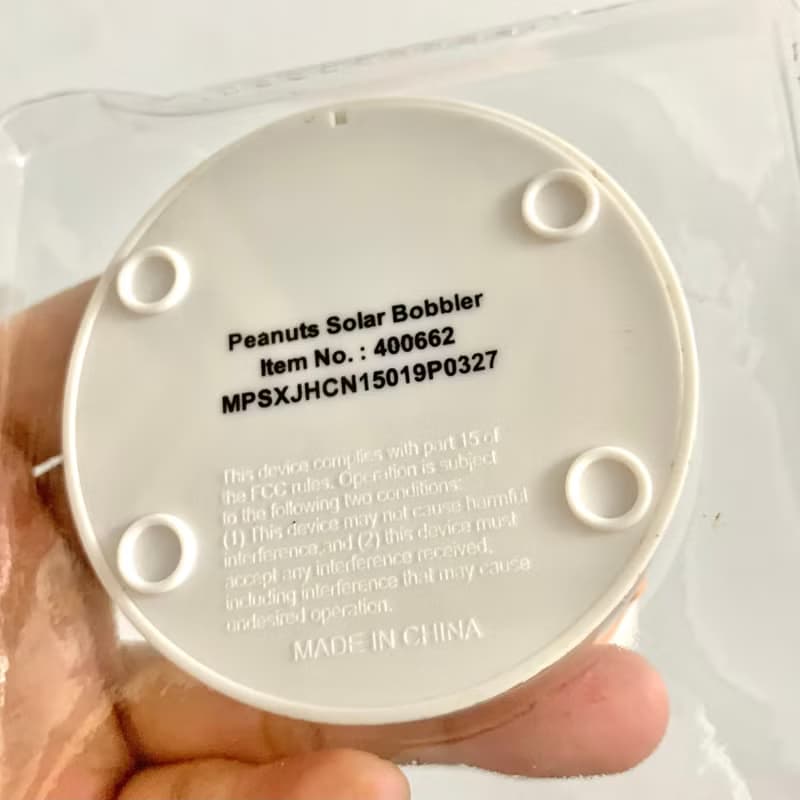 Peanuts Solar Bobbler
Item No. : 400662
MPSXJHCN15019P0327
This device complies with part 15 of
the FCC rules. Operation is subject
to the following two conditions:
(1) This device may not cause harmful
interference,and (2) this device must
accept any interference received,
including interference that may cause
undesired operation.
MADE IN CHINA